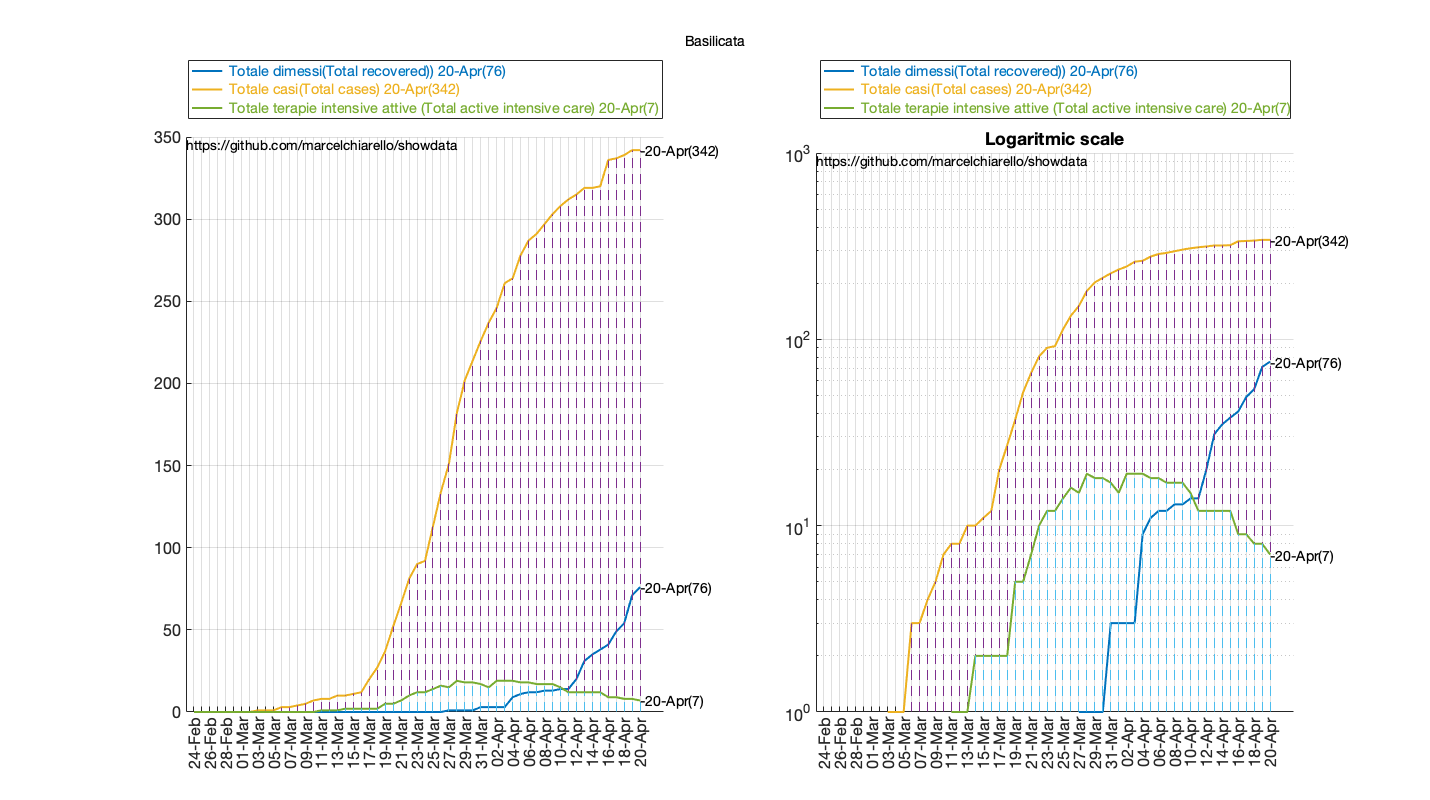 Basilicata
Totale dimessi(Total recovered)) 20-Apr(76)
Totale casi(Total cases) 20-Apr(342)
Totale terapie intensive attive (Total active intensive care) 20-Apr(7)
350
300
250
200
150
100
50
0
https://github.com/marcelchiarello/showdata
20-Apr(342)
20-Apr(76)
20-Apr(7)
24-Feb
26-Feb
28-Feb
01-Mar
03-Mar
05-Mar
07-Mar
09-Mar
11-Mar
13-Mar
15-Mar
17-Mar
19-Mar
21-Mar
23-Mar
25-Mar
27-Mar
29-Mar
31-Mar
02-Apr
04-Apr
06-Apr
08-Apr
10-Apr
12-Apr
14-Apr
16-Apr
18-Apr
20-Apr
Totale dimessi(Total recovered)) 20-Apr(76)
Totale casi(Total cases) 20-Apr(342)
Totale terapie intensive attive (Total active intensive care) 20-Apr(7)
Logaritmic scale
10^3
10^2
10^1
10^0
https://github.com/marcelchiarello/showdata
20-Apr(342)
20-Apr(76)
20-Apr(7)
24-Feb
26-Feb
28-Feb
01-Mar
03-Mar
05-Mar
07-Mar
09-Mar
11-Mar
13-Mar
15-Mar
17-Mar
19-Mar
21-Mar
23-Mar
25-Mar
27-Mar
29-Mar
31-Mar
02-Apr
04-Apr
06-Apr
08-Apr
10-Apr
12-Apr
14-Apr
16-Apr
18-Apr
20-Apr